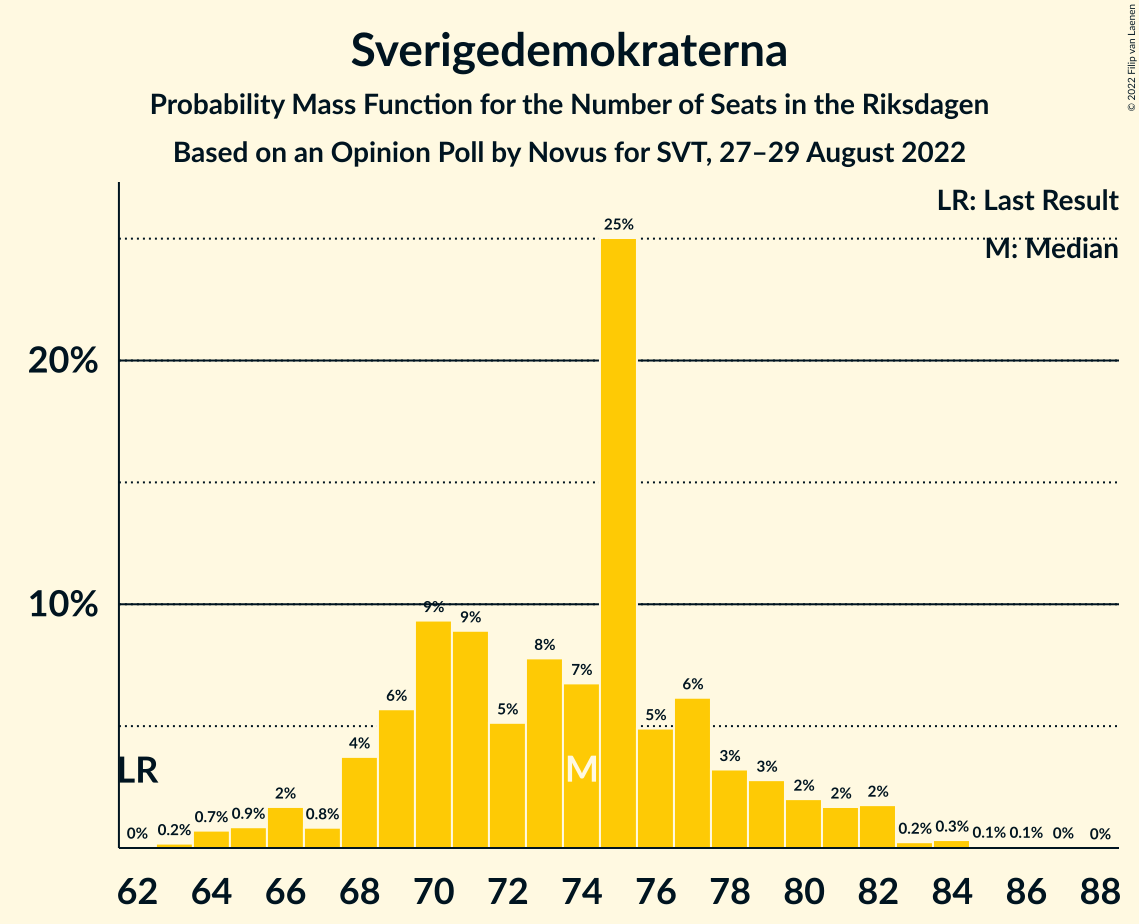 Sverigedemokraterna
Probability Mass Function for the Number of Seats in the Riksdagen
Based on an Opinion Poll by Novus for SVT, 27–29 August 2022
© 2022 Filip van Laenen
LR: Last Result
M: Median
20%
10%
0% 0.2% 0.7% 0.9% 2% 0.8% 4% 6% 9% 9% 5% 8% 7% 25% 5% 6% 3% 3% 2% 2% 2% 0.2% 0.3% 0.1% 0.1% 0% 0%
LR M
62 64 66 68 70 72 74 76 78 80 82 84 86 88